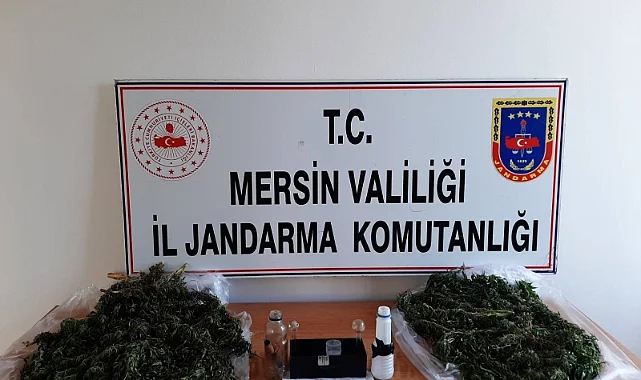 T.C.
MERSİN VALİLİĞİ
İL JANDARMA KOMUTANLIĞI
JANDARMA